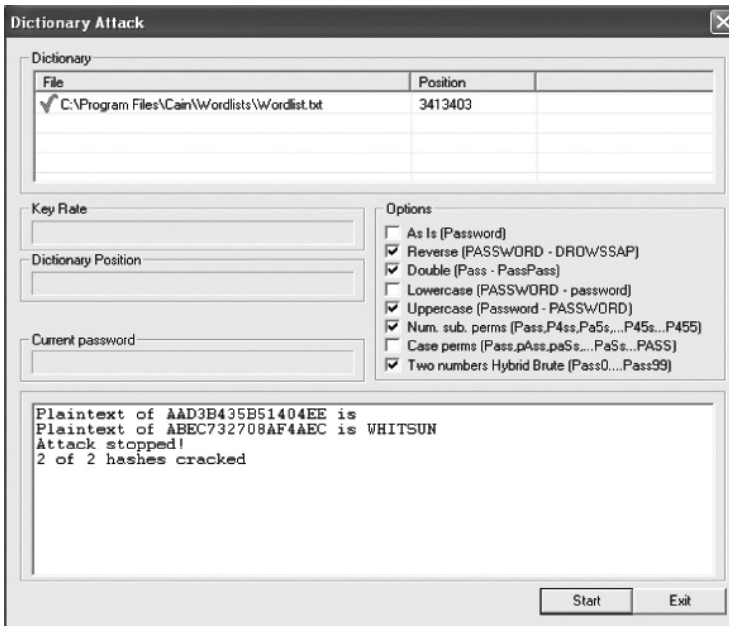 Dictionary Attack
Dictionary
File Position
C:\Program Files\Cain\Wordlists\Wordlist.txt 3413403
Key Rate
Dictionary Position
Current password
Options
As Is (Password)
Reverse (PASSWORD - DROWSSAP)
Double (Pass - PassPass)
Lowercase (PASSWORD - password)
Uppercase (Password - PASSWORD)
Num. sub. perms (Pass,P4ss,Pa5s,...P45s...P455)
Case perms (Pass,pAss,paSs,...PaSs...PASS)
Two numbers Hybrid Brute (Pass0....Pass99)
Plaintext of AAD3B435B51404EE is
Plaintext of ABEC732708AF4AEC is WHITSUN
Attack stopped!
2 of 2 hashes cracked
Start Exit